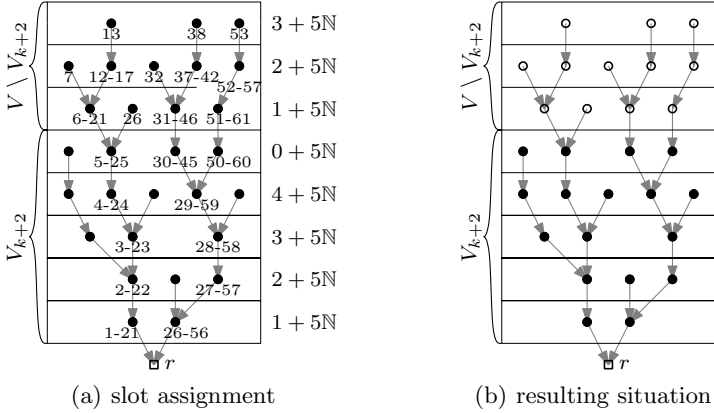 V \ V_{k+2}
13 38 53 3 + 5ℕ
7 12-17 32 37-42 52-57 2 + 5ℕ
6-21 26 31-46 51-61 1 + 5ℕ
V_{k+2}
5-25 30-45 50-60 0 + 5ℕ
4-24 29-59 4 + 5ℕ
3-23 28-58 3 + 5ℕ
2-22 27-57 2 + 5ℕ
1-21 26-56 1 + 5ℕ
r
(a) slot assignment
V \ V_{k+2}
V_{k+2}
r
(b) resulting situation